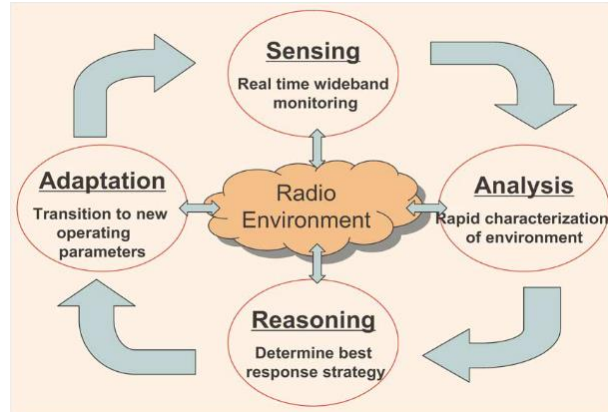 Sensing
Real time wideband
monitoring
Adaptation
Transition to new
operating
parameters
Radio
Environment
Analysis
Rapid characterization
of environment
Reasoning
Determine best
response strategy